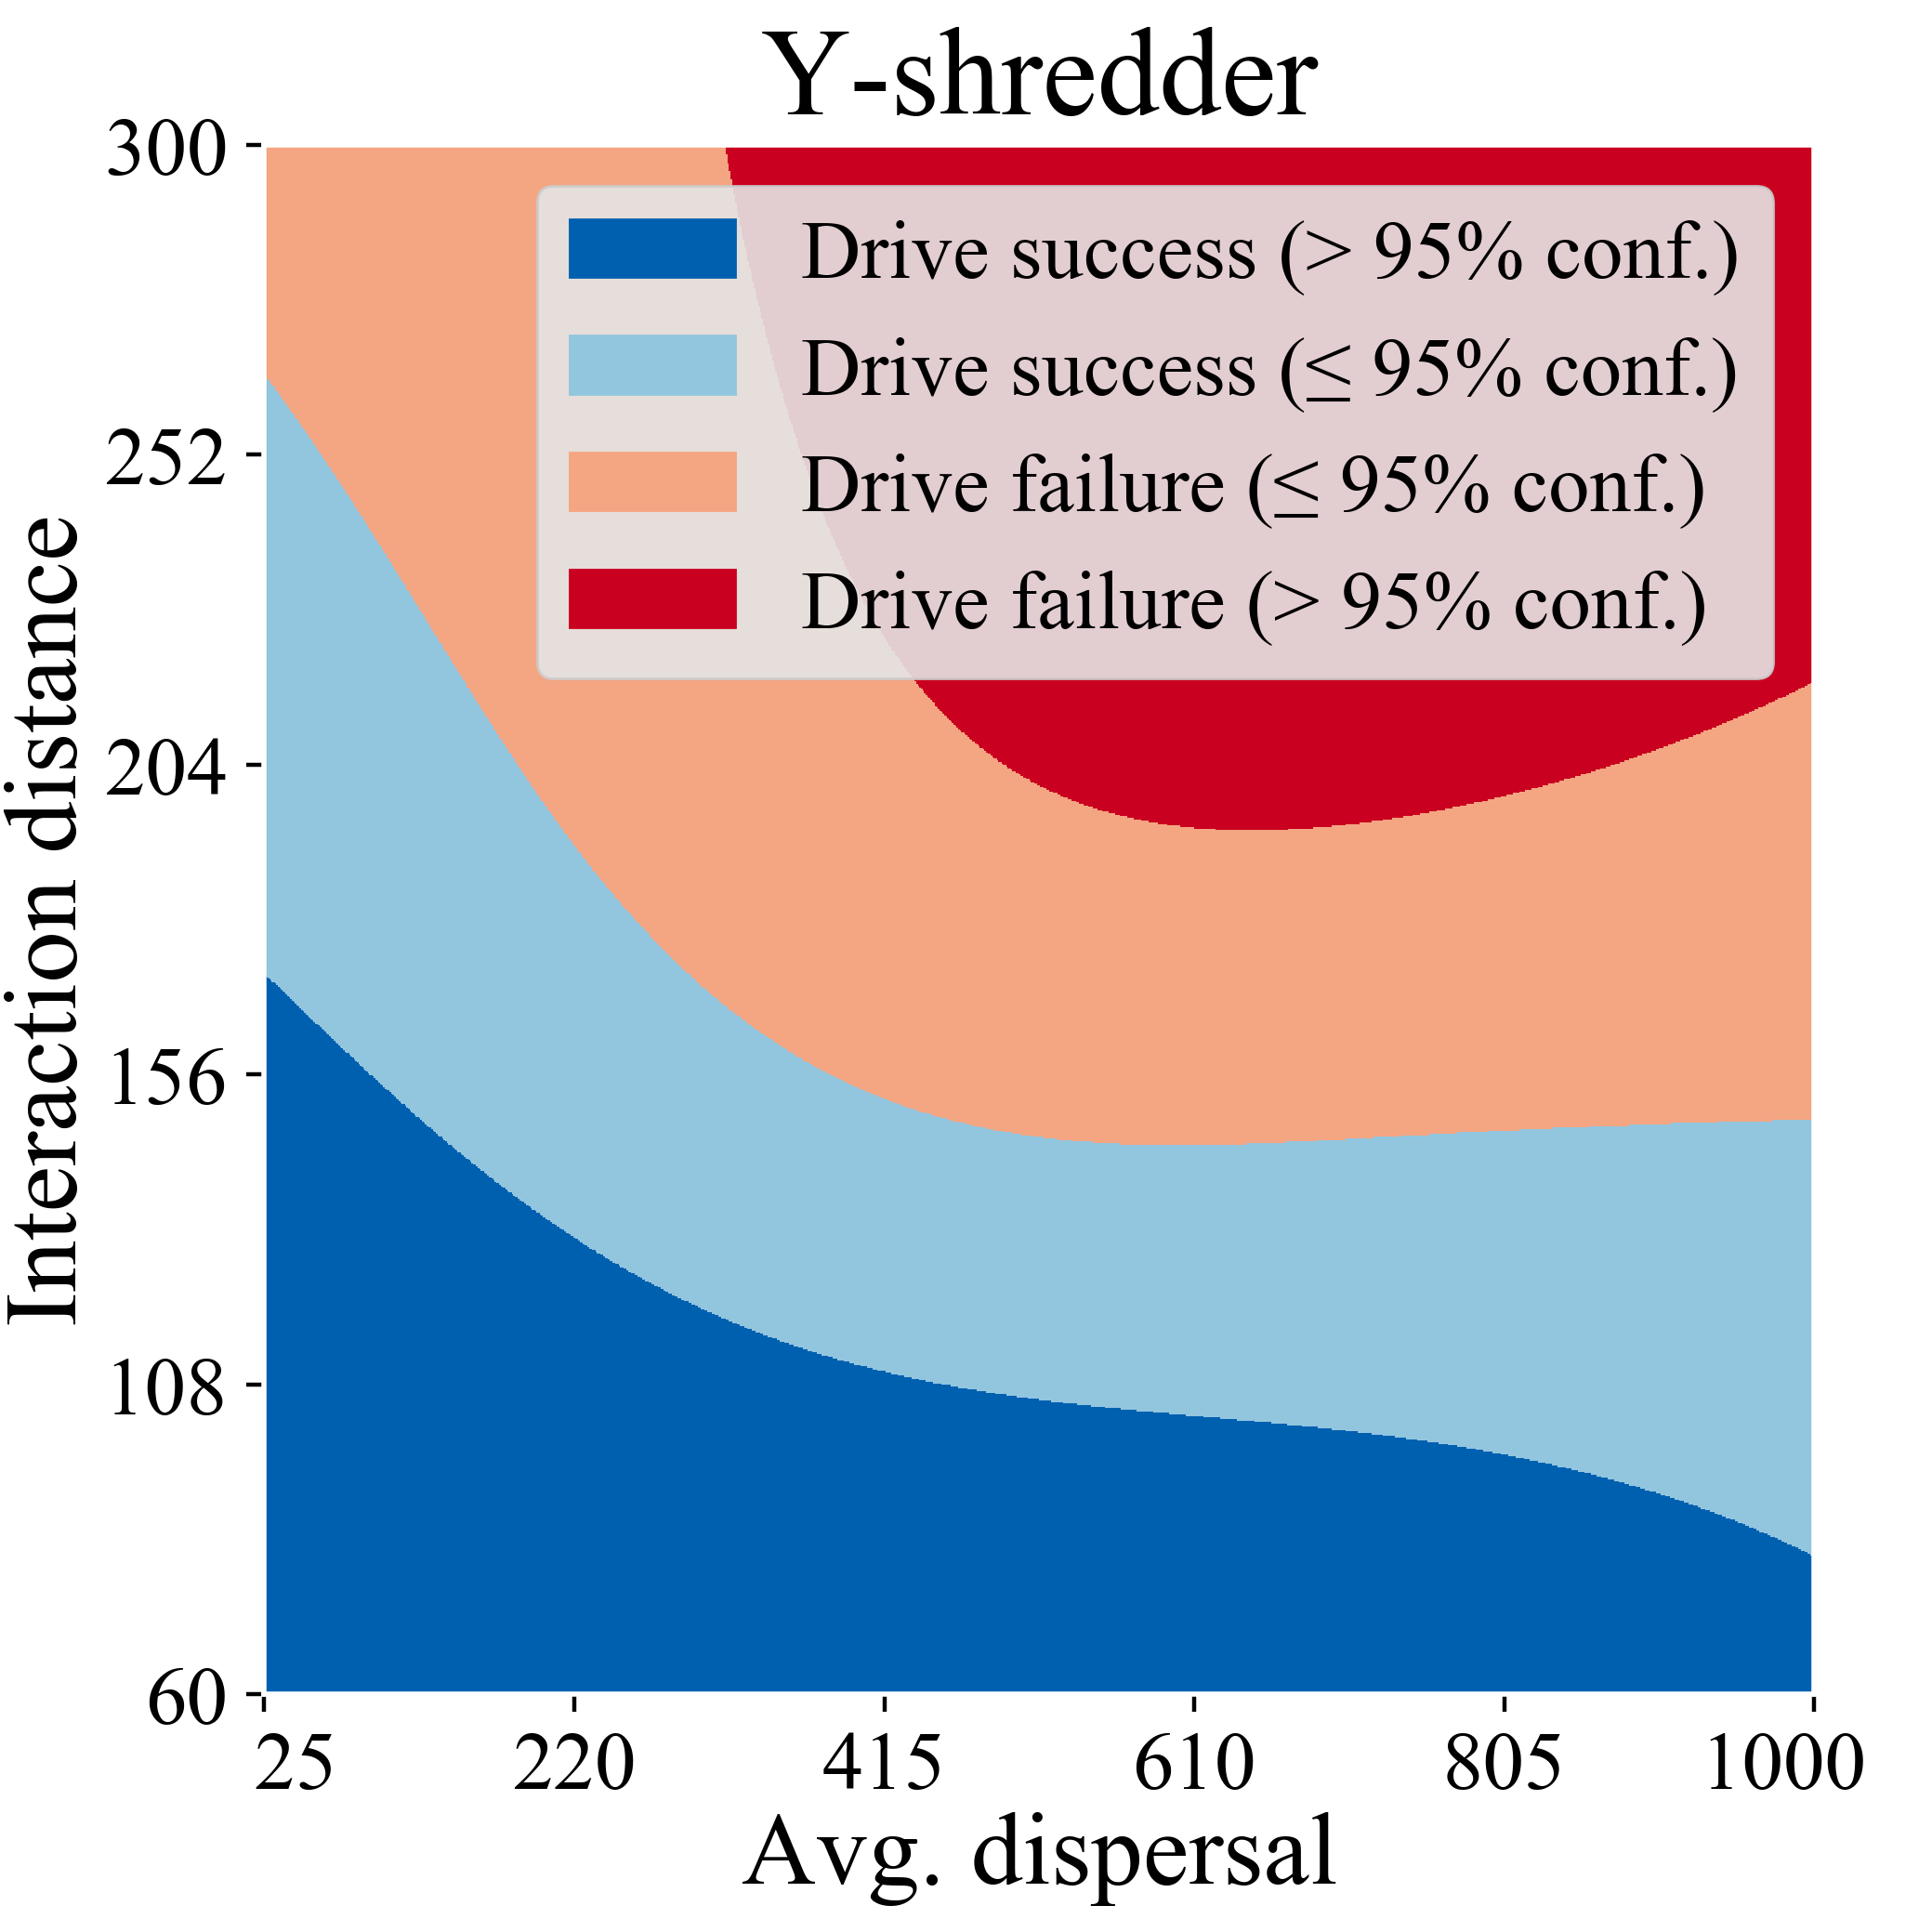 Y-shredder
300
252
204
156
108
60
Interaction distance
Drive success (> 95% conf.)
Drive success (≤ 95% conf.)
Drive failure (≤ 95% conf.)
Drive failure (> 95% conf.)
25 220 415 610 805 1000
Avg. dispersal